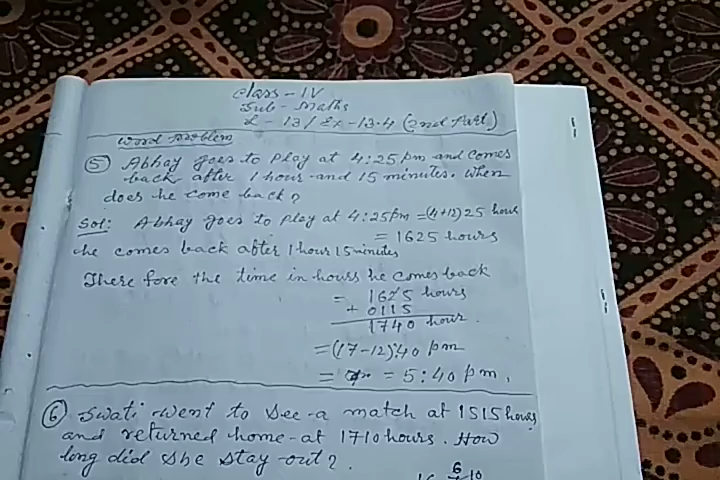 Class - IV
Sub - Maths
L - 13 / Ex - 13.4 (2nd Part)
Word Problem
⑤ Abhay goes to play at 4:25 pm and comes
back after 1 hour and 15 minutes. When
does he come back?
Sol: Abhay goes to play at 4:25 pm = (4+12)25 hours
= 1625 hours
he comes back after 1 hour 15 minutes
There fore the time in hours he comes back
= 1625 hours
+ 0115
1740 hour.
= (17-12):40 pm
= = 5:40 pm.
⑥ Swati went to see a match at 1515 hours
and returned home at 1710 hours. How
long did she stay out?
6
10